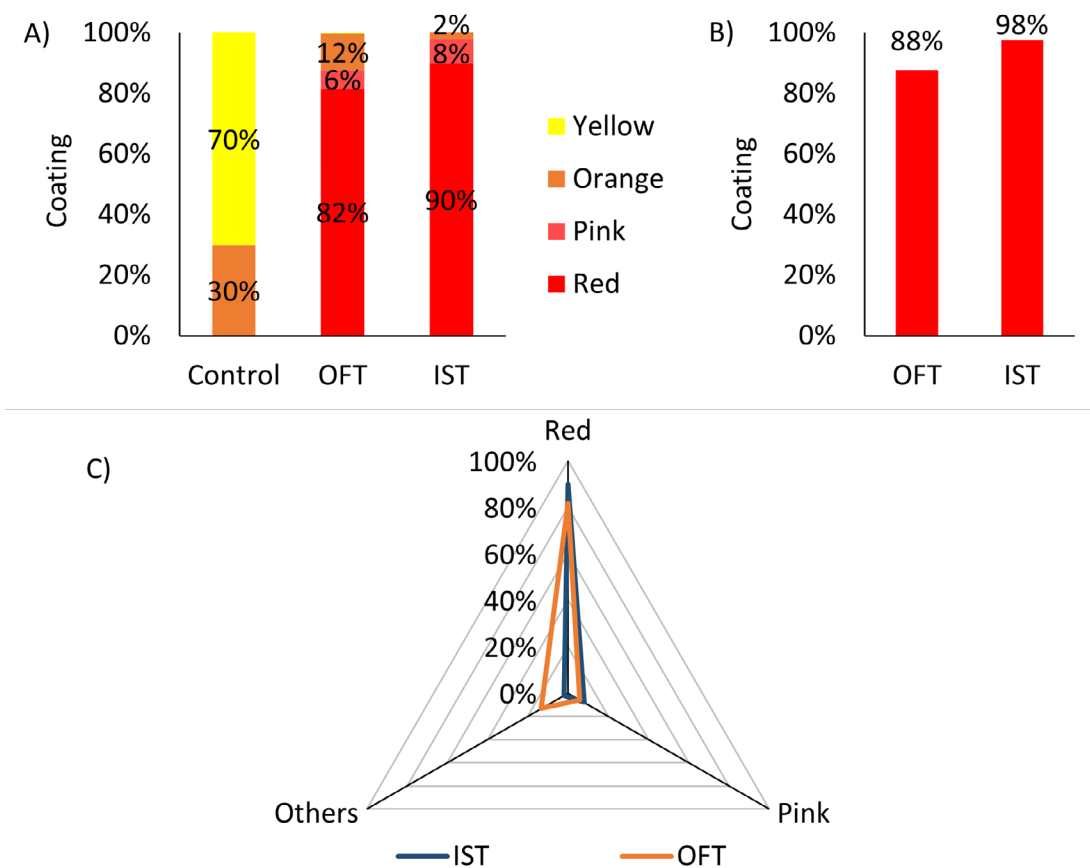 A)
100%
80%
60%
40%
20%
0%
Coating
70%
30%
12%
6%
82%
2%
8%
90%
Control OFT IST
Yellow
Orange
Pink
Red
B)
100%
80%
60%
40%
20%
0%
Coating
88%
98%
OFT IST
C)
Red
100%
80%
60%
40%
20%
0%
Others
Pink
IST OFT